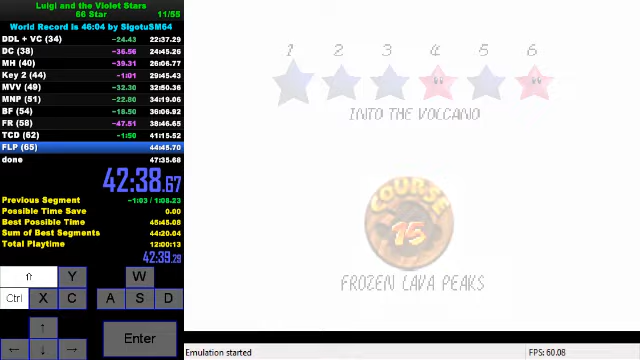 Luigi and the Violet Stars
66 Star 11/55
World Record is 46:04 by SigotuSM64
DDL + VC (34) -24.43 22:37.29
DC (38) -36.56 24:45.26
MH (40) -39.31 26:06.77
Key 2 (44) -1:01 29:45.43
MVV (49) -32.30 32:50.36
MNP (51) -22.80 34:19.06
BF (54) -18.50 36:06.92
FR (58) -47.51 38:46.65
TCD (62) -1:50 41:15.52
FLP (65) 44:45.70
done 47:35.68
42:38.67
Previous Segment -1:03 / 1:08.23
Possible Time Save 0.00
Best Possible Time 45:45.08
Sum of Best Segments 44:20.04
Total Playtime 12:00:13
42:39.29
⇧ Y W
Ctrl X C A S D
↑ Enter
← ↓ →
1 2 3 4 5 6
INTO THE VOLCANO
COURSE
15
FROZEN LAVA PEAKS
Emulation started FPS: 60.08